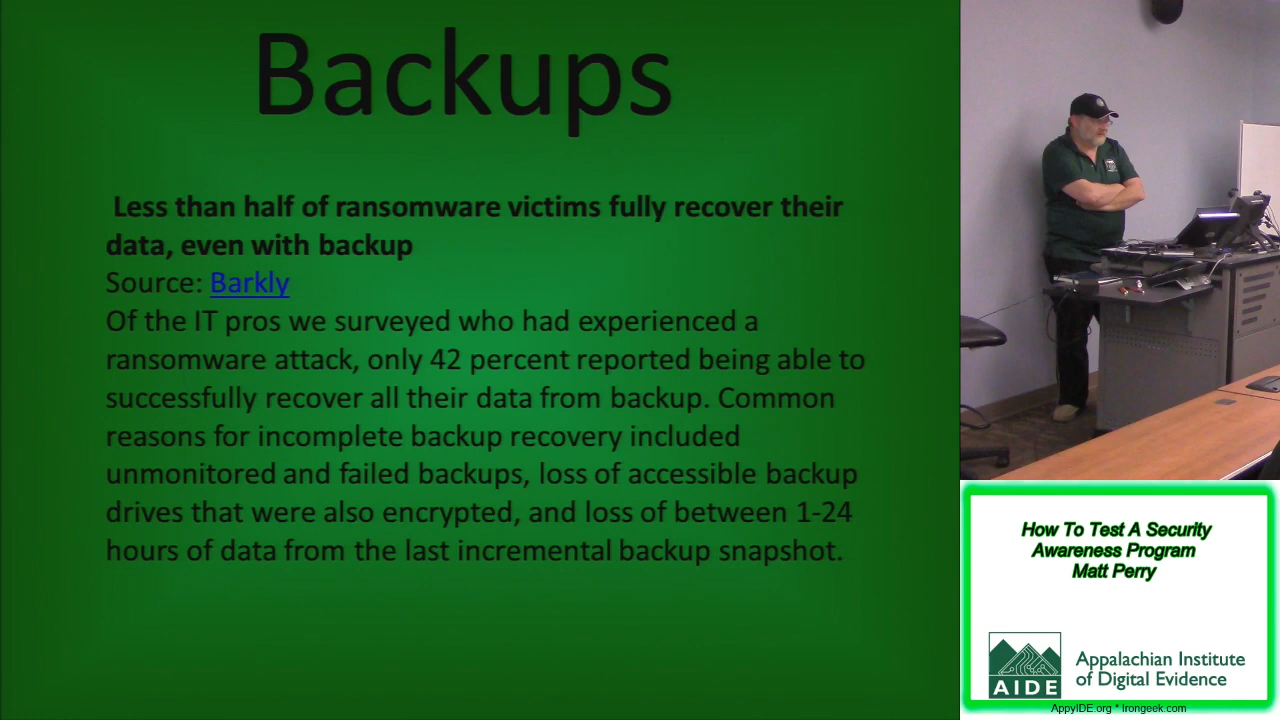 Backups
Less than half of ransomware victims fully recover their
data, even with backup
Source: Barkly
Of the IT pros we surveyed who had experienced a
ransomware attack, only 42 percent reported being able to
successfully recover all their data from backup. Common
reasons for incomplete backup recovery included
unmonitored and failed backups, loss of accessible backup
drives that were also encrypted, and loss of between 1-24
hours of data from the last incremental backup snapshot.
How To Test A Security
Awareness Program
Matt Perry
AIDE
Appalachian Institute
of Digital Evidence
AppyIDE.org * Irongeek.com